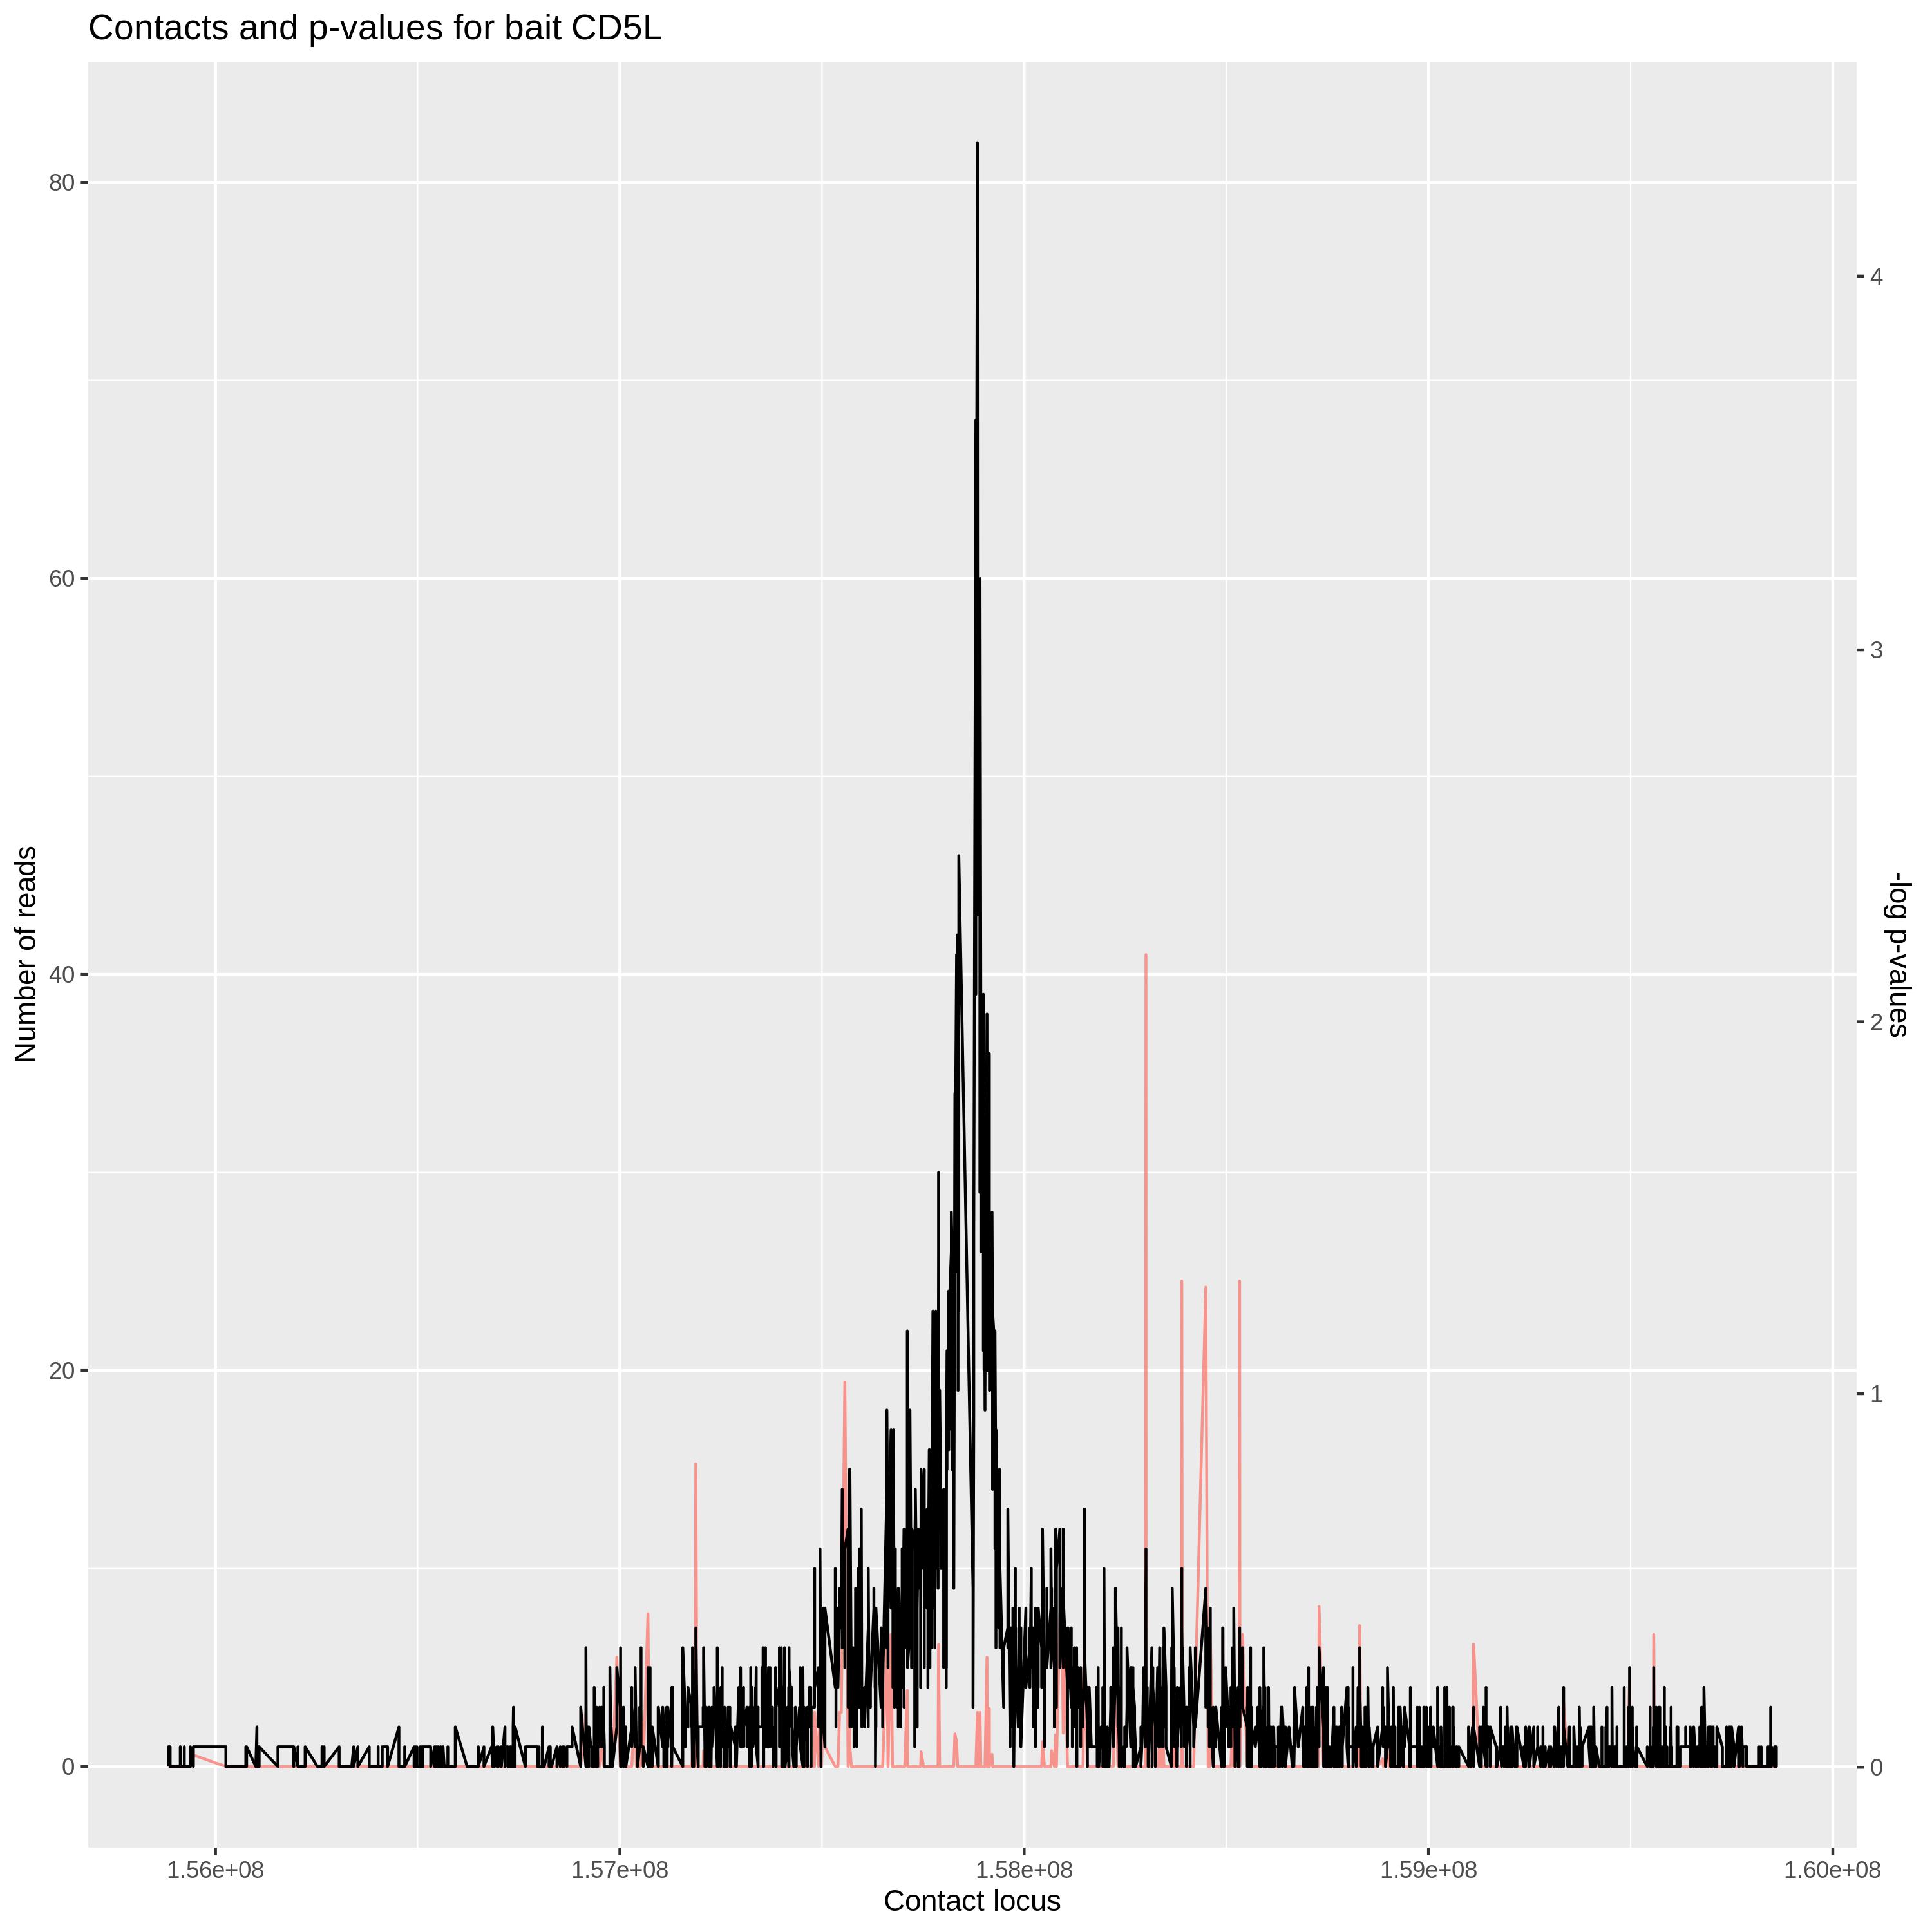 Contacts and p-values for bait CD5L
80
60
40
20
0
Number of reads
4
3
2
1
0
-log p-values
1.56e+08
1.57e+08
1.58e+08
1.59e+08
1.60e+08
Contact locus